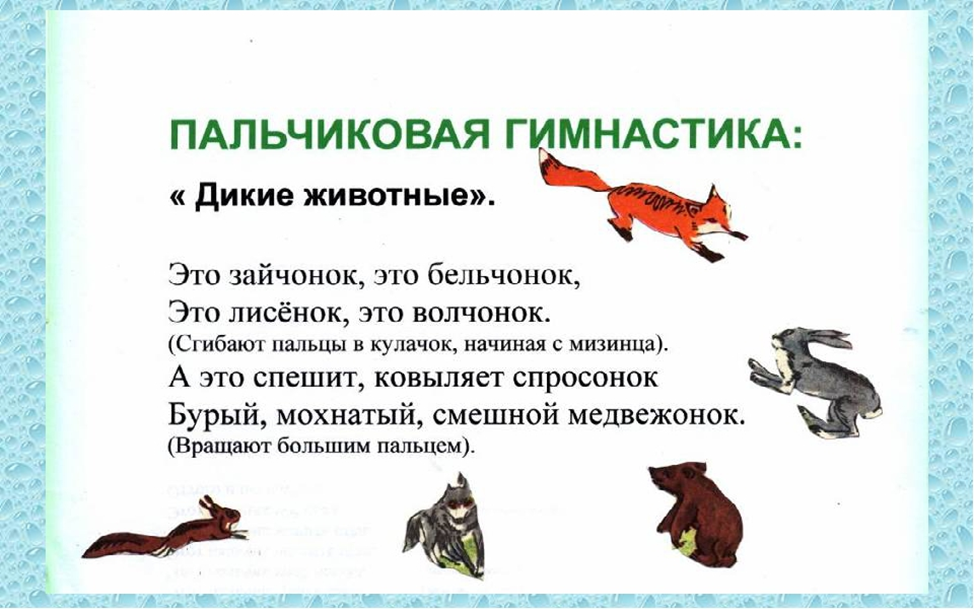 ПАЛЬЧИКОВАЯ ГИМНАСТИКА:
« Дикие животные».
Это зайчонок, это бельчонок,
Это лисёнок, это волчонок.
(Сгибают пальцы в кулачок, начиная с мизинца).
А это спешит, ковыляет спросонок
Бурый, мохнатый, смешной медвежонок.
(Вращают большим пальцем).